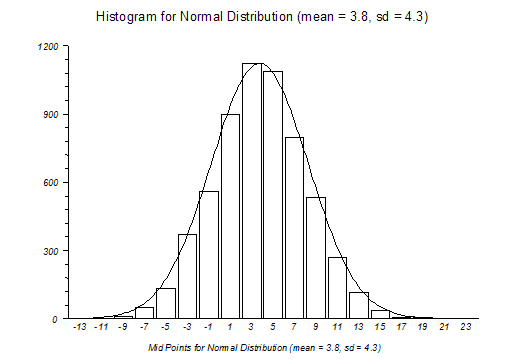 Histogram for Normal Distribution (mean = 3.8, sd = 4.3)
1200
900
600
300
0
-13 -11 -9 -7 -5 -3 -1 1 3 5 7 9 11 13 15 17 19 21 23
Mid Points for Normal Distribution (mean = 3.8, sd = 4.3)